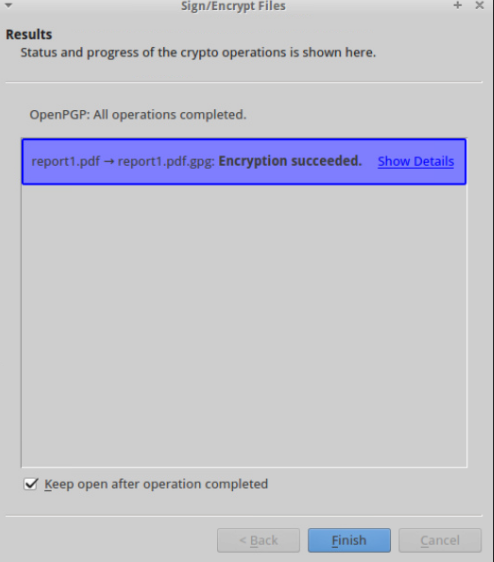 Sign/Encrypt Files
Results
Status and progress of the crypto operations is shown here.
OpenPGP: All operations completed.
report1.pdf → report1.pdf.gpg: Encryption succeeded. Show Details
Keep open after operation completed
< Back Finish Cancel